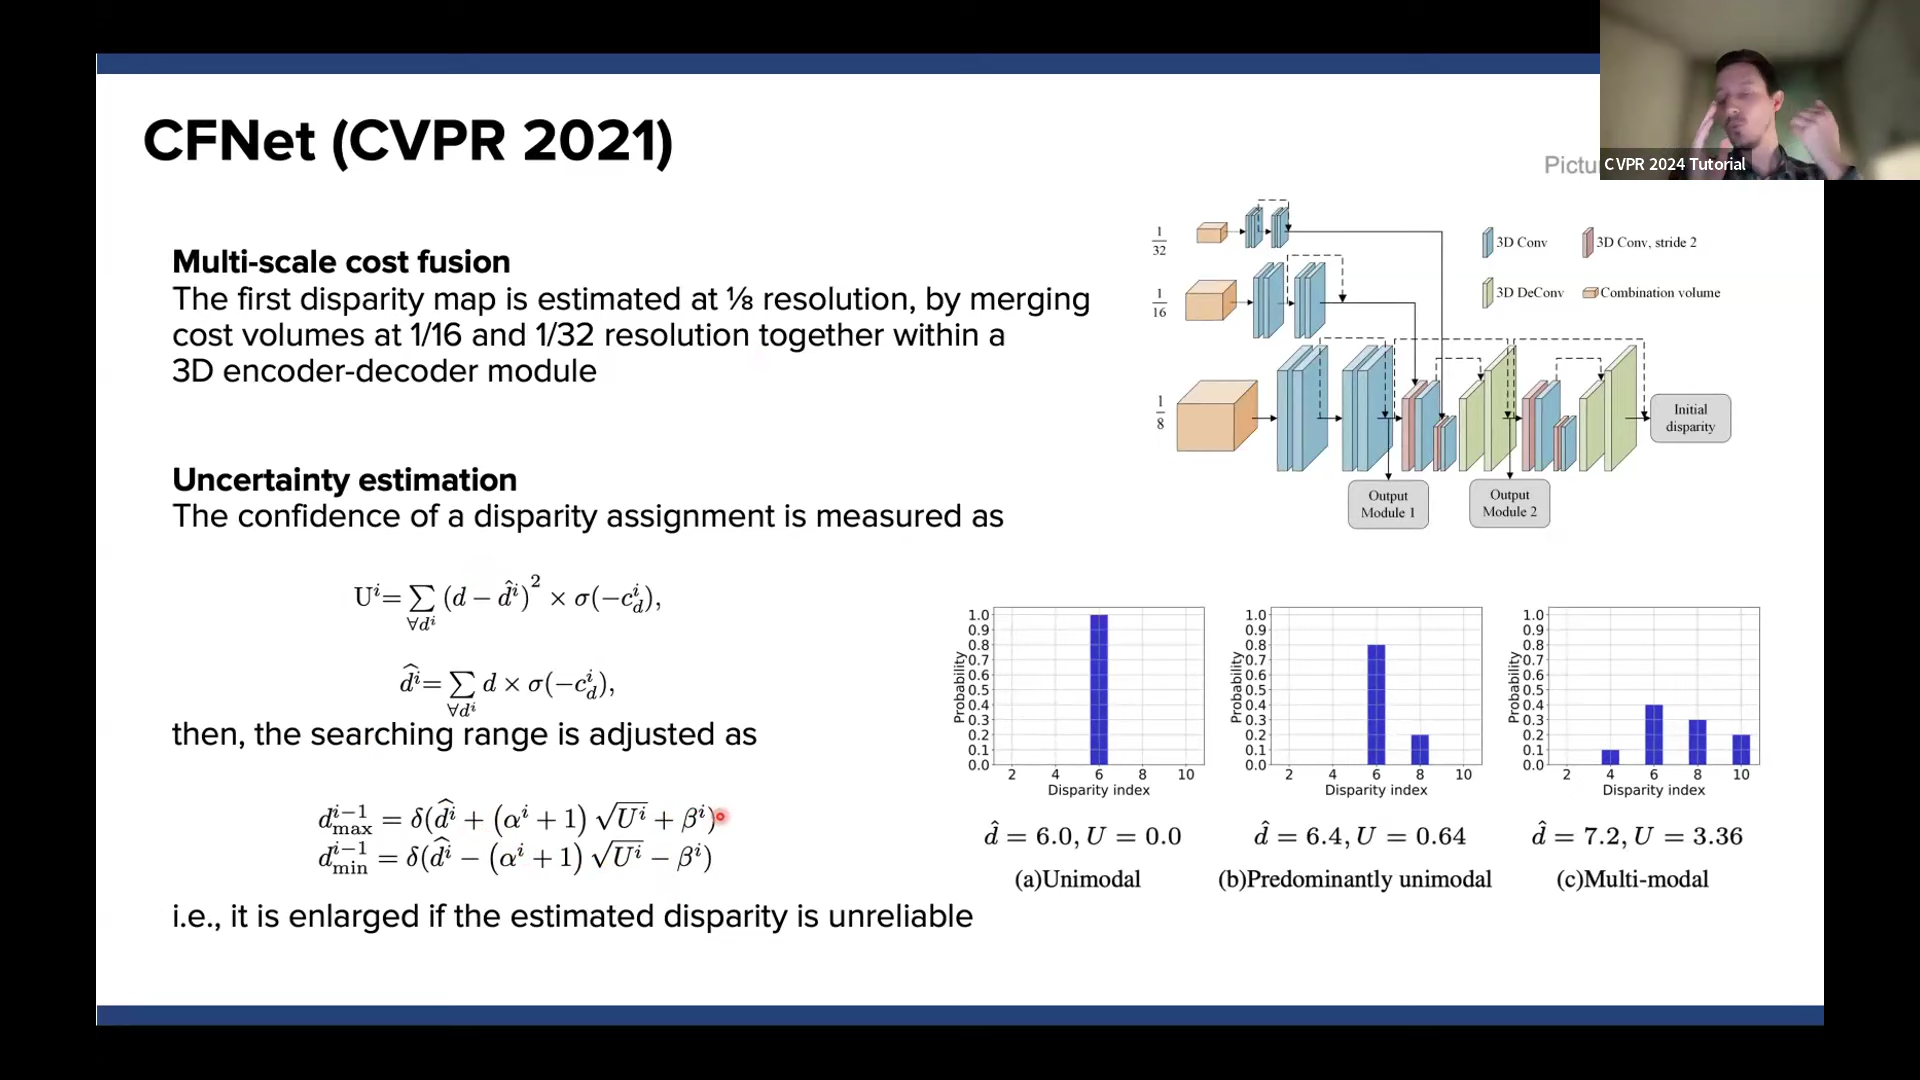 CFNet (CVPR 2021)
CVPR 2024 Tutorial
Multi-scale cost fusion
The first disparity map is estimated at ⅛ resolution, by merging
cost volumes at 1/16 and 1/32 resolution together within a
3D encoder-decoder module
Uncertainty estimation
The confidence of a disparity assignment is measured as
Uⁱ= ∑ (d − d̂ⁱ)² × σ(−cⁱ_d),
∀dⁱ
d̂ⁱ= ∑ d × σ(−cⁱ_d),
∀dⁱ
then, the searching range is adjusted as
dⁱ⁻¹_max = δ(d̂ⁱ + (αⁱ + 1) √Uⁱ + βⁱ)
dⁱ⁻¹_min = δ(d̂ⁱ − (αⁱ + 1) √Uⁱ − βⁱ)
i.e., it is enlarged if the estimated disparity is unreliable
1/32
1/16
1/8
3D Conv
3D Conv, stride 2
3D DeConv
Combination volume
Initial
disparity
Output
Module 1
Output
Module 2
Probability
1.0
0.9
0.8
0.7
0.6
0.5
0.4
0.3
0.2
0.1
0.0
2 4 6 8 10
Disparity index
d̂ = 6.0, U = 0.0
(a)Unimodal
Probability
1.0
0.9
0.8
0.7
0.6
0.5
0.4
0.3
0.2
0.1
0.0
2 4 6 8 10
Disparity index
d̂ = 6.4, U = 0.64
(b)Predominantly unimodal
Probability
1.0
0.9
0.8
0.7
0.6
0.5
0.4
0.3
0.2
0.1
0.0
2 4 6 8 10
Disparity index
d̂ = 7.2, U = 3.36
(c)Multi-modal